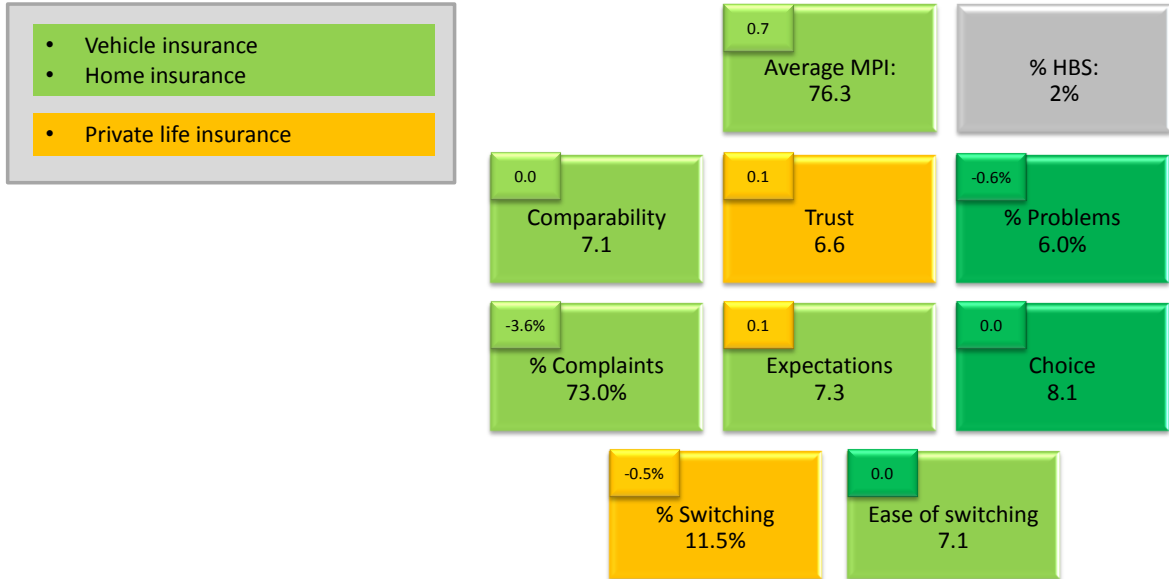 • Vehicle insurance
• Home insurance
• Private life insurance
0.7
Average MPI:
76.3
% HBS:
2%
0.0
Comparability
7.1
0.1
Trust
6.6
-0.6%
% Problems
6.0%
-3.6%
% Complaints
73.0%
0.1
Expectations
7.3
0.0
Choice
8.1
-0.5%
% Switching
11.5%
0.0
Ease of switching
7.1